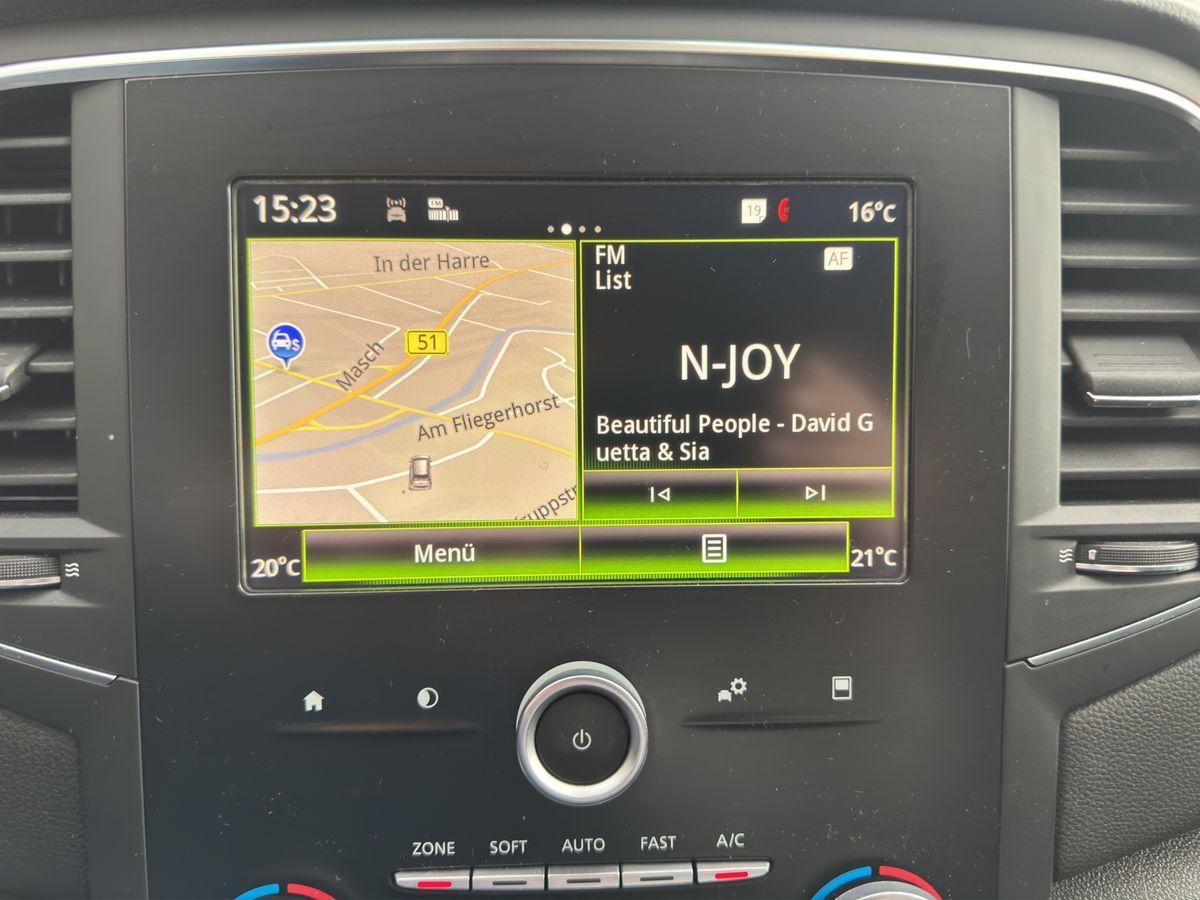 15:23
FM
19
16°C
In der Harre
51
Masch
Am Fliegerhorst
FM
List
AF
N-JOY
Beautiful People - David G
uetta & Sia
20°C
Menü
21°C
ZONE
SOFT
AUTO
FAST
A/C